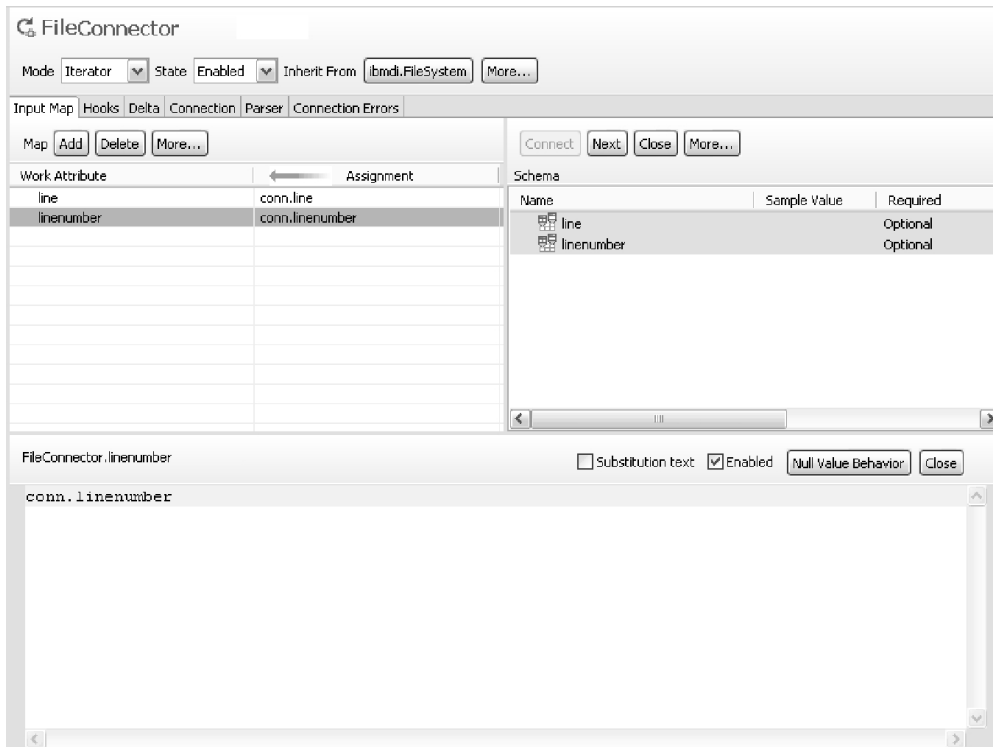 FileConnector
Mode Iterator State Enabled Inherit From ibmdi.FileSystem More...
Input Map Hooks Delta Connection Parser Connection Errors
Map Add Delete More...
Connect Next Close More...
Work Attribute Assignment
Schema
line conn.line
linenumber conn.linenumber
Name Sample Value Required
line Optional
linenumber Optional
FileConnector.linenumber
Substitution text Enabled Null Value Behavior Close
conn.linenumber